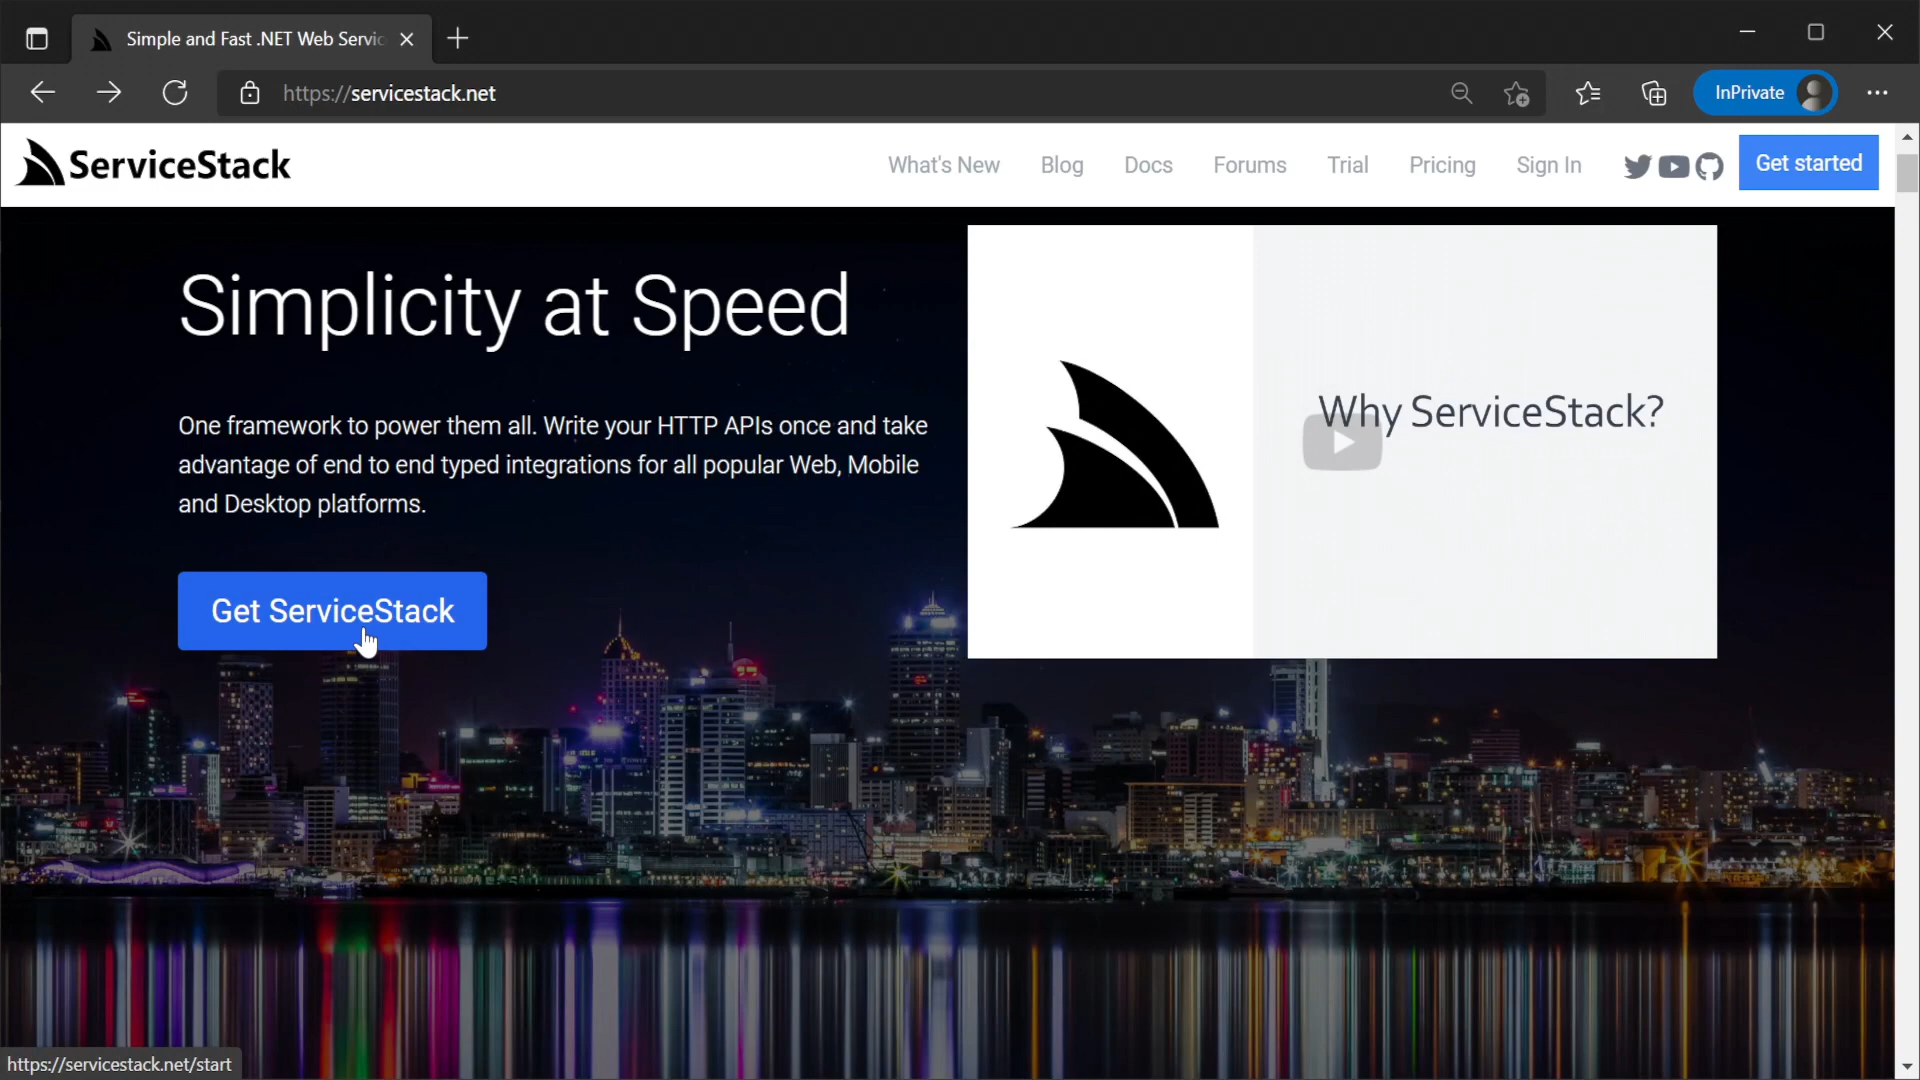 Simple and Fast .NET Web Servic
https://servicestack.net
InPrivate
ServiceStack
What's New
Blog
Docs
Forums
Trial
Pricing
Sign In
Get started
Simplicity at Speed
One framework to power them all. Write your HTTP APIs once and take
advantage of end to end typed integrations for all popular Web, Mobile
and Desktop platforms.
Get ServiceStack
Why ServiceStack?
https://servicestack.net/start